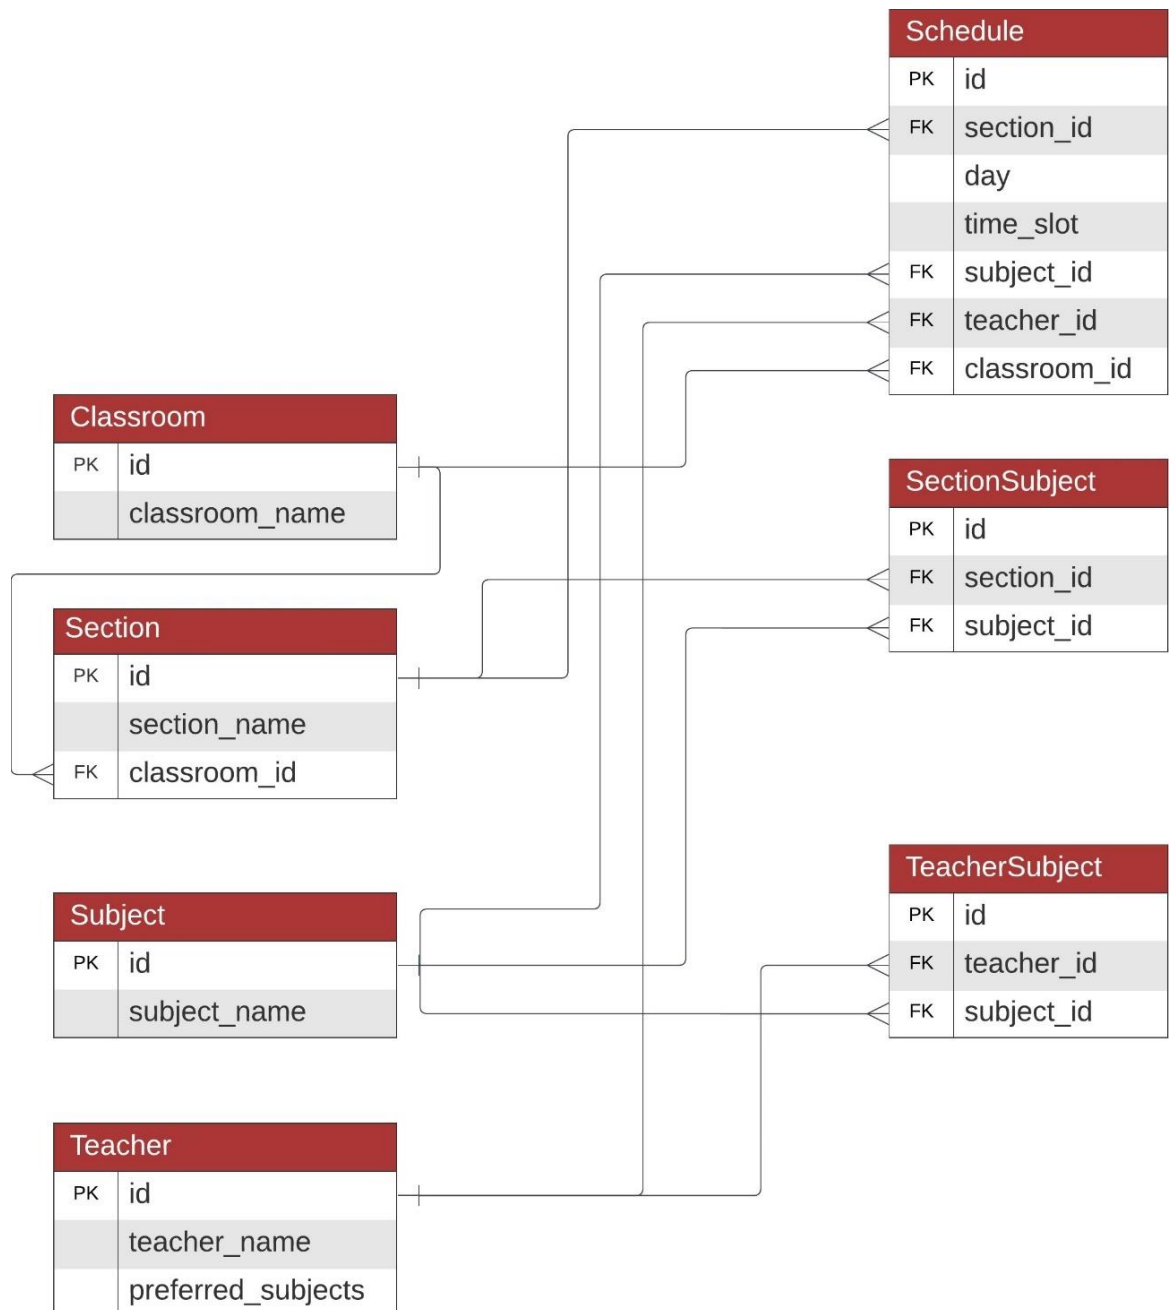 Schedule
PK id
FK section_id
day
time_slot
FK subject_id
FK teacher_id
FK classroom_id
Classroom
PK id
classroom_name
SectionSubject
PK id
FK section_id
FK subject_id
Section
PK id
section_name
FK classroom_id
TeacherSubject
PK id
FK teacher_id
FK subject_id
Subject
PK id
subject_name
Teacher
PK id
teacher_name
preferred_subjects